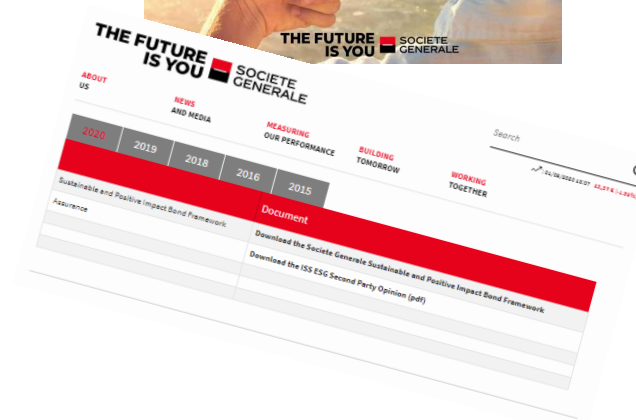 THE FUTURE
IS YOU
SOCIETE
GENERALE
THE FUTURE
IS YOU
SOCIETE
GENERALE
ABOUT
US
NEWS
AND MEDIA
MEASURING
OUR PERFORMANCE
BUILDING
TOMORROW
WORKING
TOGETHER
Search
2020
2019
2018
2016
2015
Document
Sustainable and Positive Impact Bond Framework
Download the Societe Generale Sustainable and Positive Impact Bond Framework
Assurance
Download the ISS ESG Second Party Opinion (pdf)